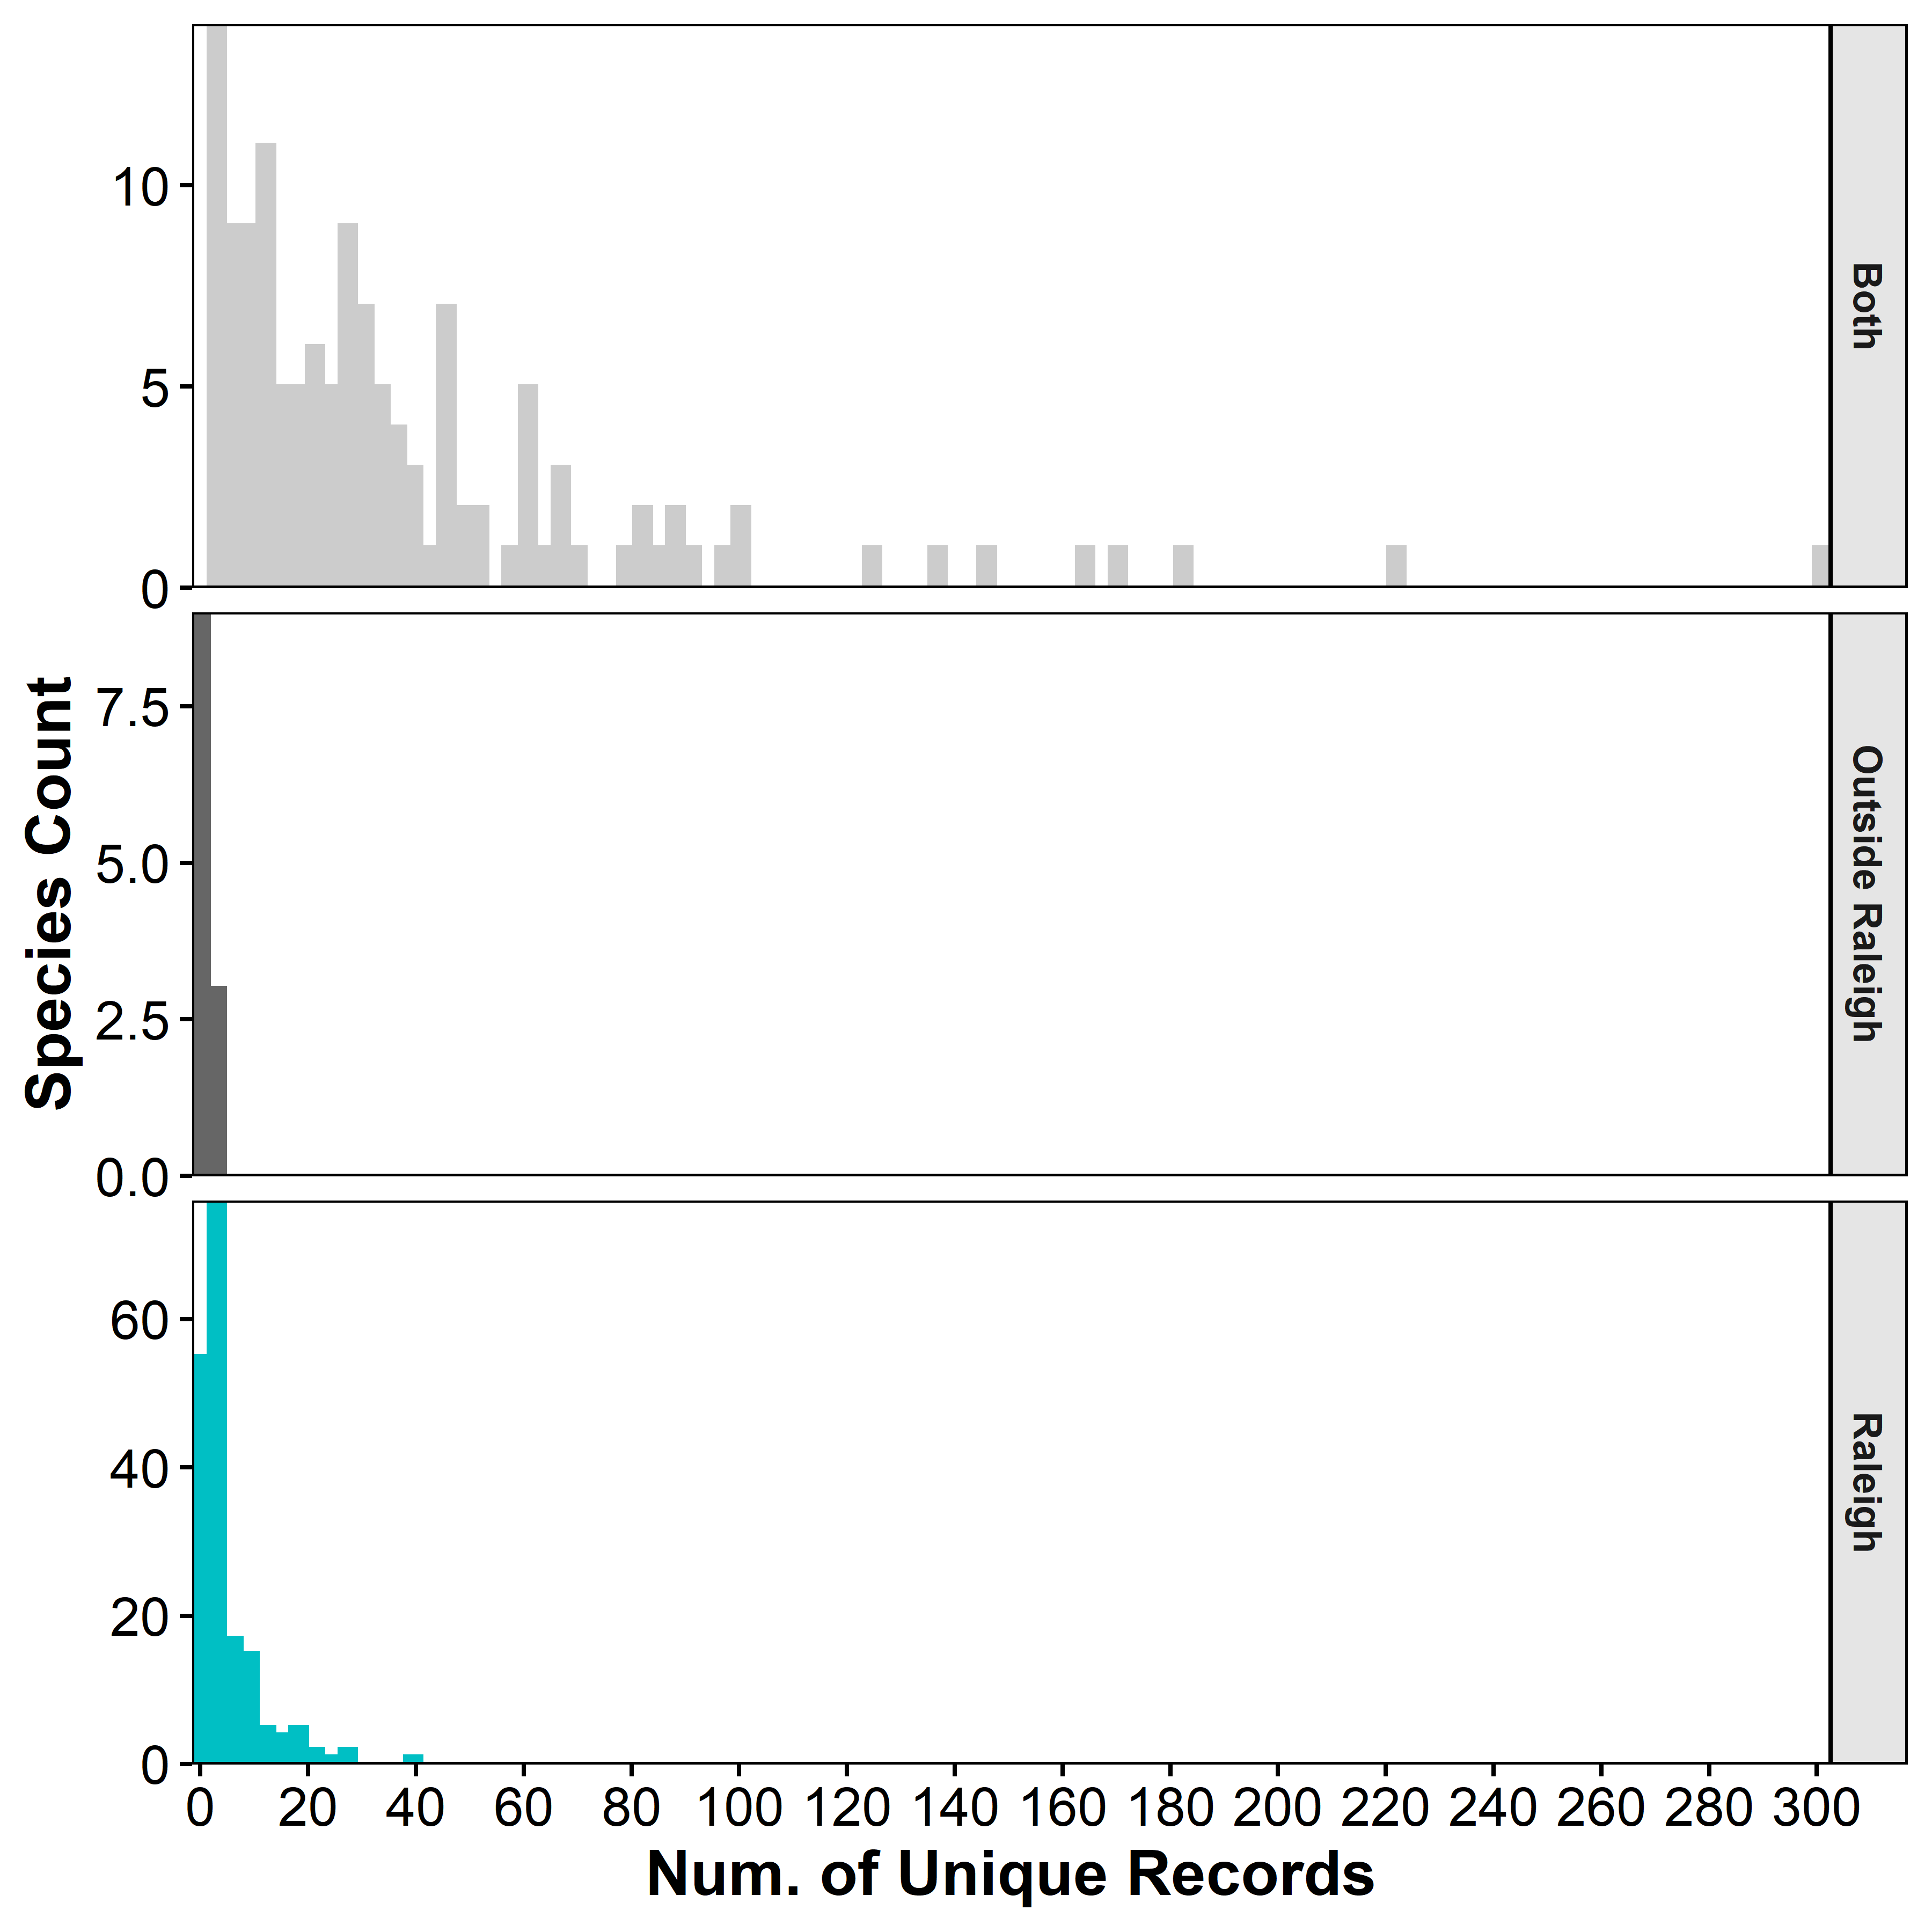 10
5
0
Both
Species Count
7.5
5.0
2.5
0.0
Outside Raleigh
60
40
20
0
Raleigh
0 20 40 60 80 100 120 140 160 180 200 220 240 260 280 300
Num. of Unique Records